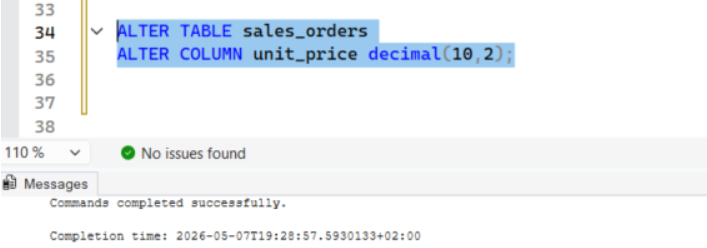 33
34 ALTER TABLE sales_orders
35 ALTER COLUMN unit_price decimal(10,2);
36
37
38
110 % No issues found
Messages
Commands completed successfully.
Completion time: 2026-05-07T19:28:57.5930133+02:00